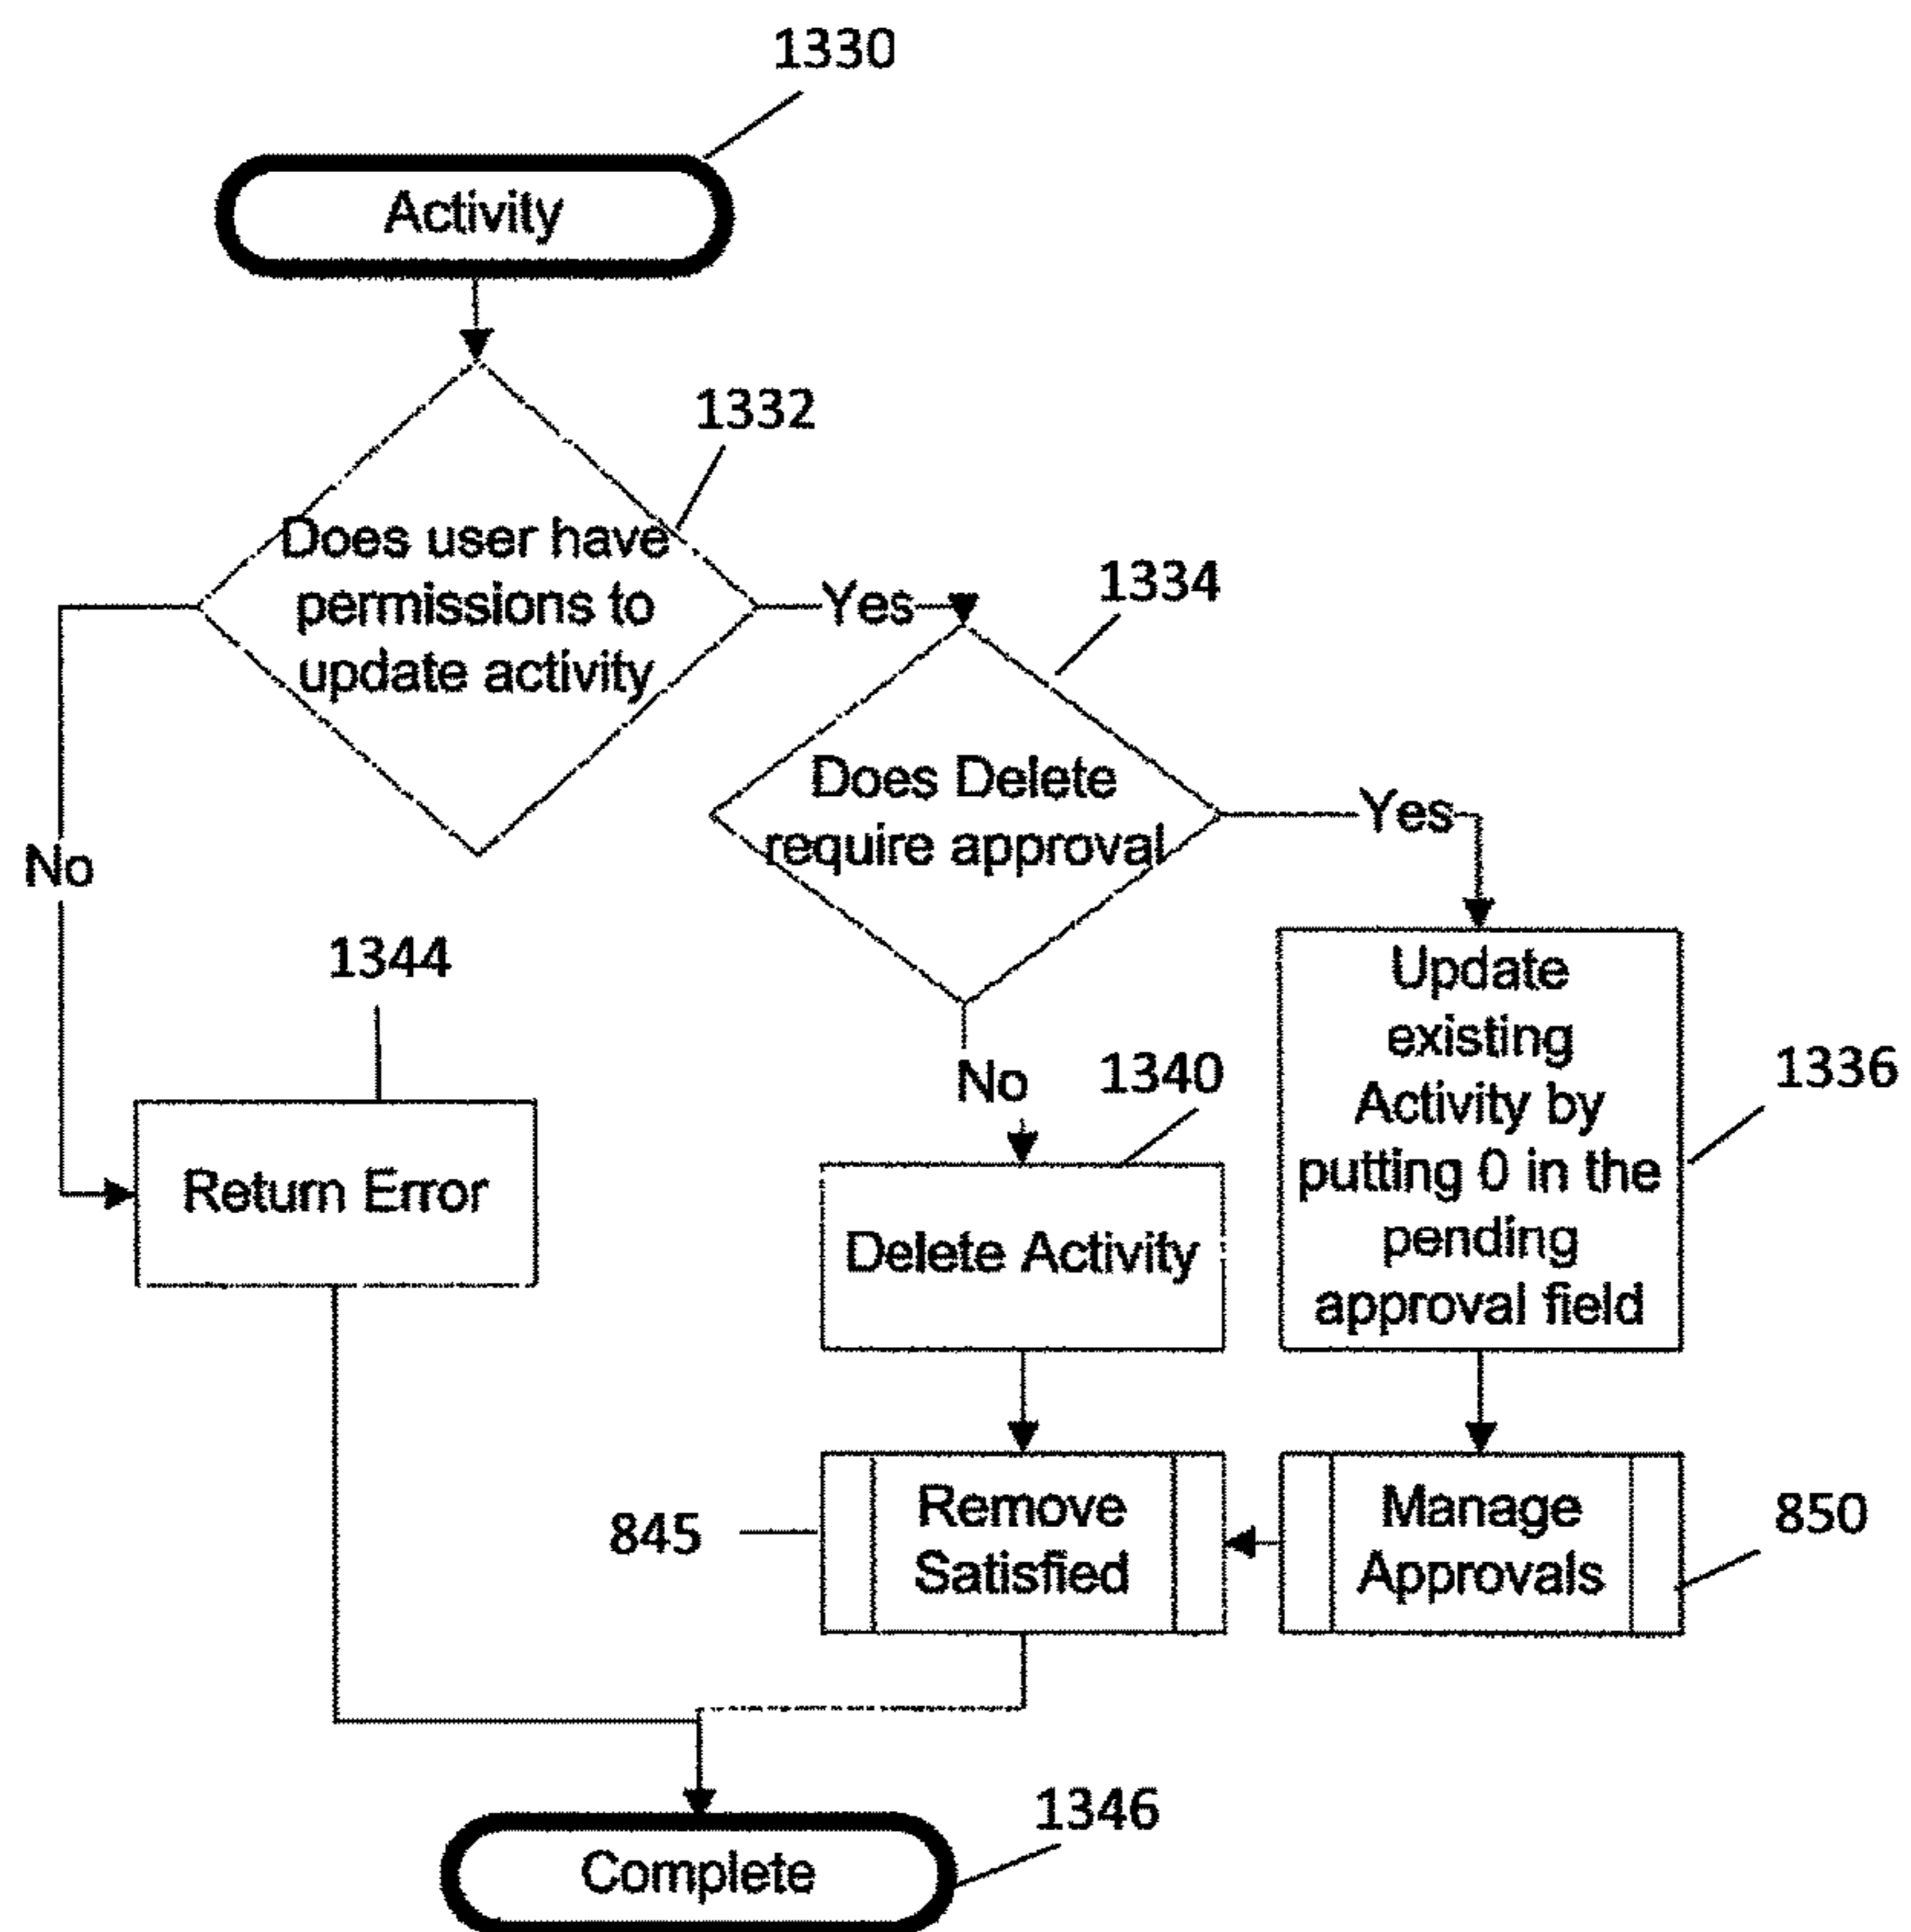 1330
Activity
1332
Does user have
permissions to
update activity
Yes
1334
Does Delete
require approval
Yes
No
1344
Return Error
No
1340
Delete Activity
Update
existing
Activity by
putting 0 in the
pending
approval field
1336
845
Remove
Satisfied
Manage
Approvals
850
1346
Complete